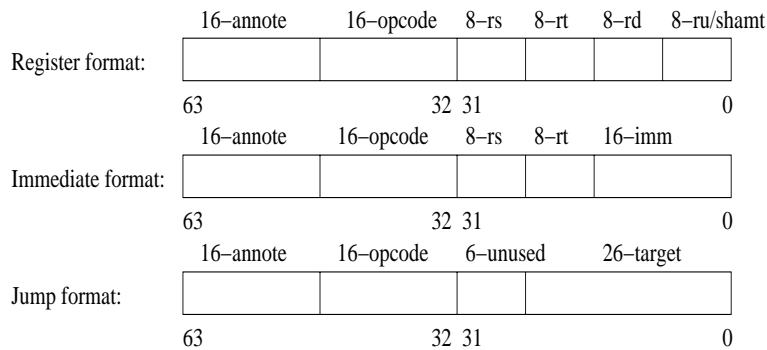 16−annote 16−opcode 8−rs 8−rt 8−rd 8−ru/shamt
Register format:
63 32 31 0
16−annote 16−opcode 8−rs 8−rt 16−imm
Immediate format:
63 32 31 0
16−annote 16−opcode 6−unused 26−target
Jump format:
63 32 31 0